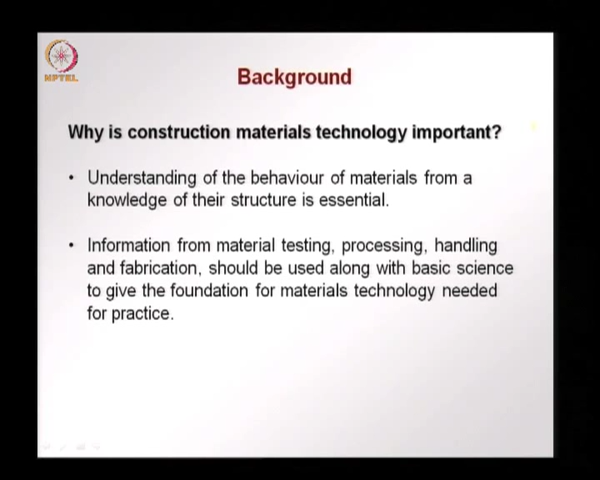 NPTEL
Background
Why is construction materials technology important?
• Understanding of the behaviour of materials from a
knowledge of their structure is essential.
• Information from material testing, processing, handling
and fabrication, should be used along with basic science
to give the foundation for materials technology needed
for practice.